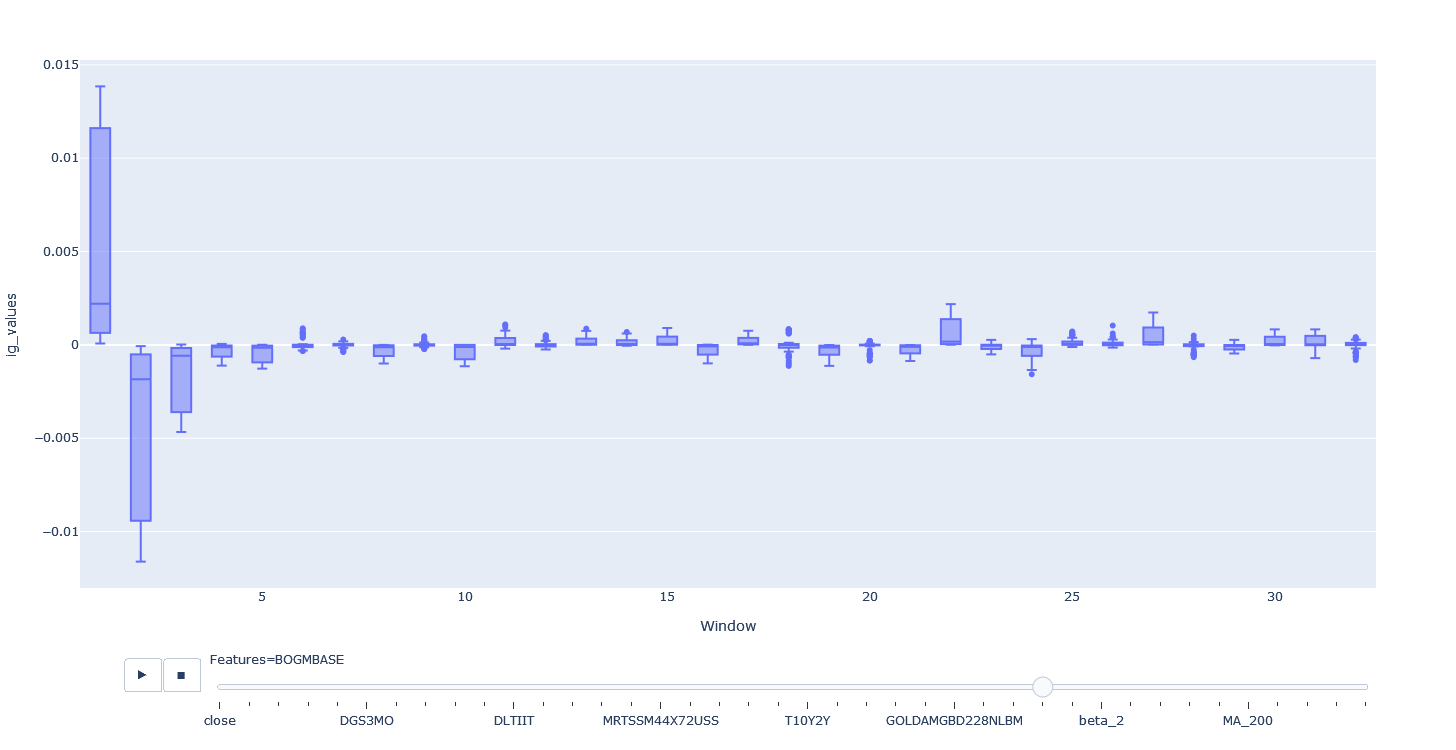 0.015
0.01
0.005
0
−0.005
−0.01
ig_values
5 10 15 20 25 30
Window
Features=BOGMBASE
close DGS3MO DLTIIT MRTSSM44X72USS T10Y2Y GOLDAMGBD228NLBM beta_2 MA_200